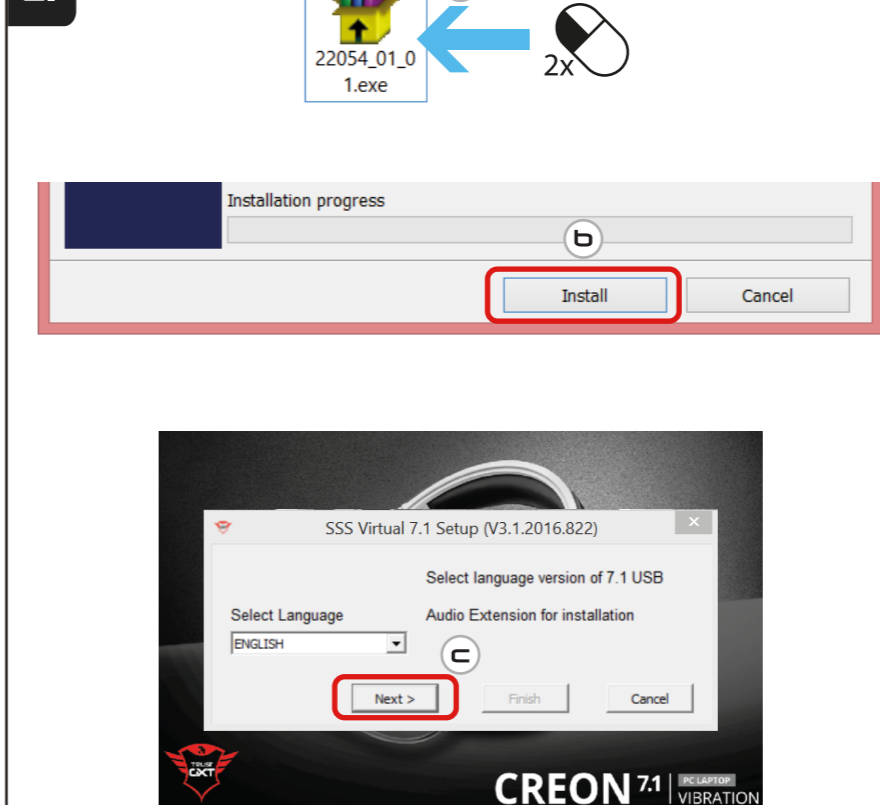 22054_01_0
1.exe
2x
Installation progress
b
Install
Cancel
SSS Virtual 7.1 Setup (V3.1.2016.822)
Select language version of 7.1 USB
Select Language
Audio Extension for installation
ENGLISH
c
Next >
Finish
Cancel
TRUST
GXT
CREON 7.1
PC LAPTOP
VIBRATION